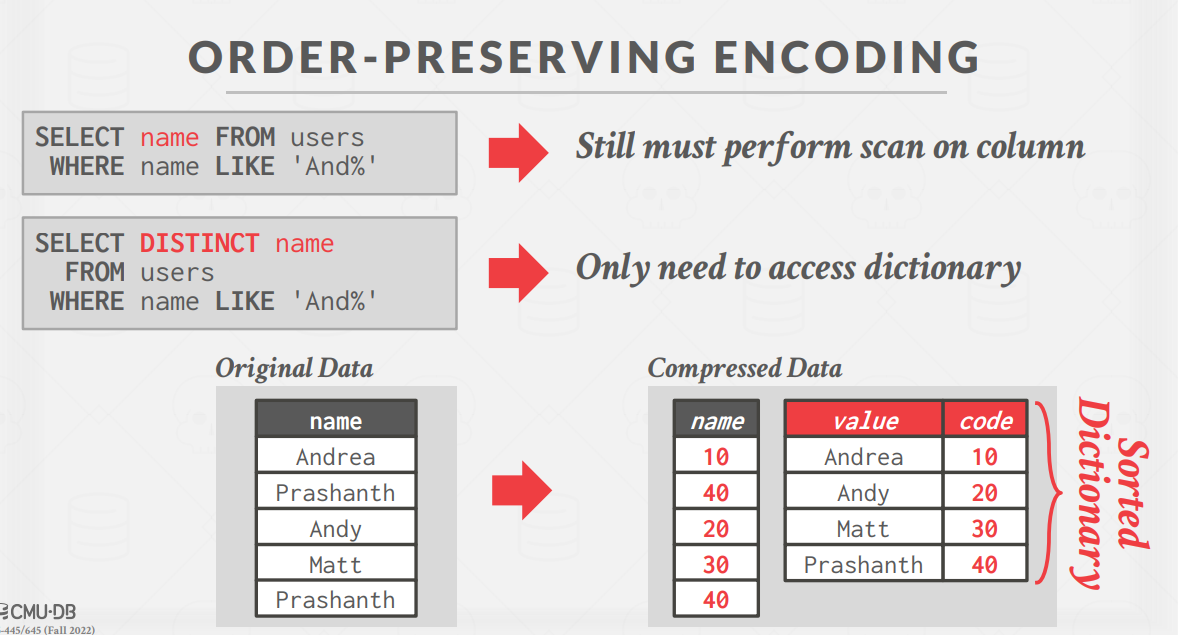 ORDER-PRESERVING ENCODING
SELECT name FROM users
WHERE name LIKE 'And%'
Still must perform scan on column
SELECT DISTINCT name
FROM users
WHERE name LIKE 'And%'
Only need to access dictionary
Original Data
name
Andrea
Prashanth
Andy
Matt
Prashanth
Compressed Data
name
10
40
20
30
40
value code
Andrea 10
Andy 20
Matt 30
Prashanth 40
Sorted
Dictionary
CMU·DB
-445/645 (Fall 2022)